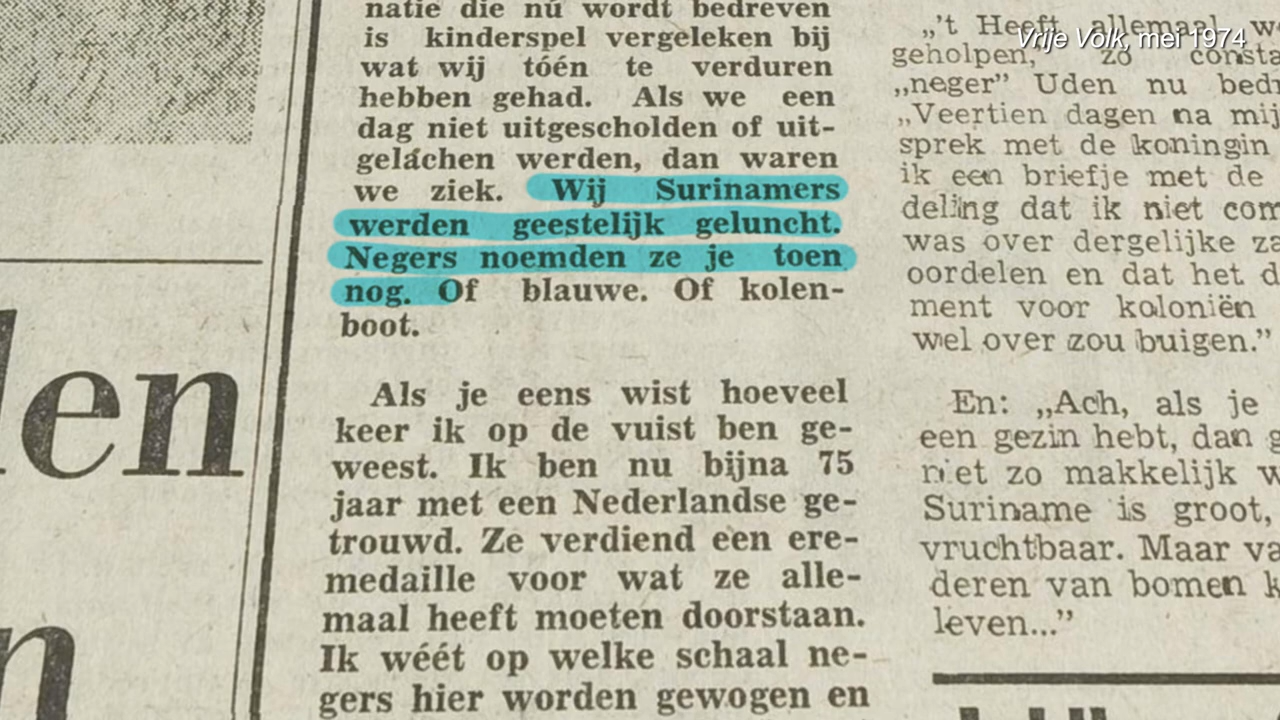 Vrije Volk, mei 1974
natie die nú wordt bedreven
is kinderspel vergeleken bij
wat wij tóén te verduren
hebben gehad. Als we een
dag niet uitgescholden of uit-
gelachen werden, dan waren
we ziek. Wij Surinamers
werden geestelijk geluncht.
Negers noemden ze je toen
nog. Of blauwe. Of kolen-
boot.
Als je eens wist hoeveel
keer ik op de vuist ben ge-
weest. Ik ben nu bijna 75
jaar met een Nederlandse ge-
trouwd. Ze verdiend een ere-
medaille voor wat ze alle-
maal heeft moeten doorstaan.
Ik wéét op welke schaal ne-
gers hier worden gewogen en
„'t Heeft allemaal
geholpen, zo
„neger” Uden nu
„Veertien dagen na
sprek met de koningin
ik een briefje met de
deling dat ik niet
was over dergelijke
oordelen en dat het
ment voor koloniën
wel over zou buigen.”
En: „Ach, als je
een gezin hebt, dan
niet zo makkelijk
Suriname is groot,
vruchtbaar. Maar
deren van bomen
leven...”
len
n